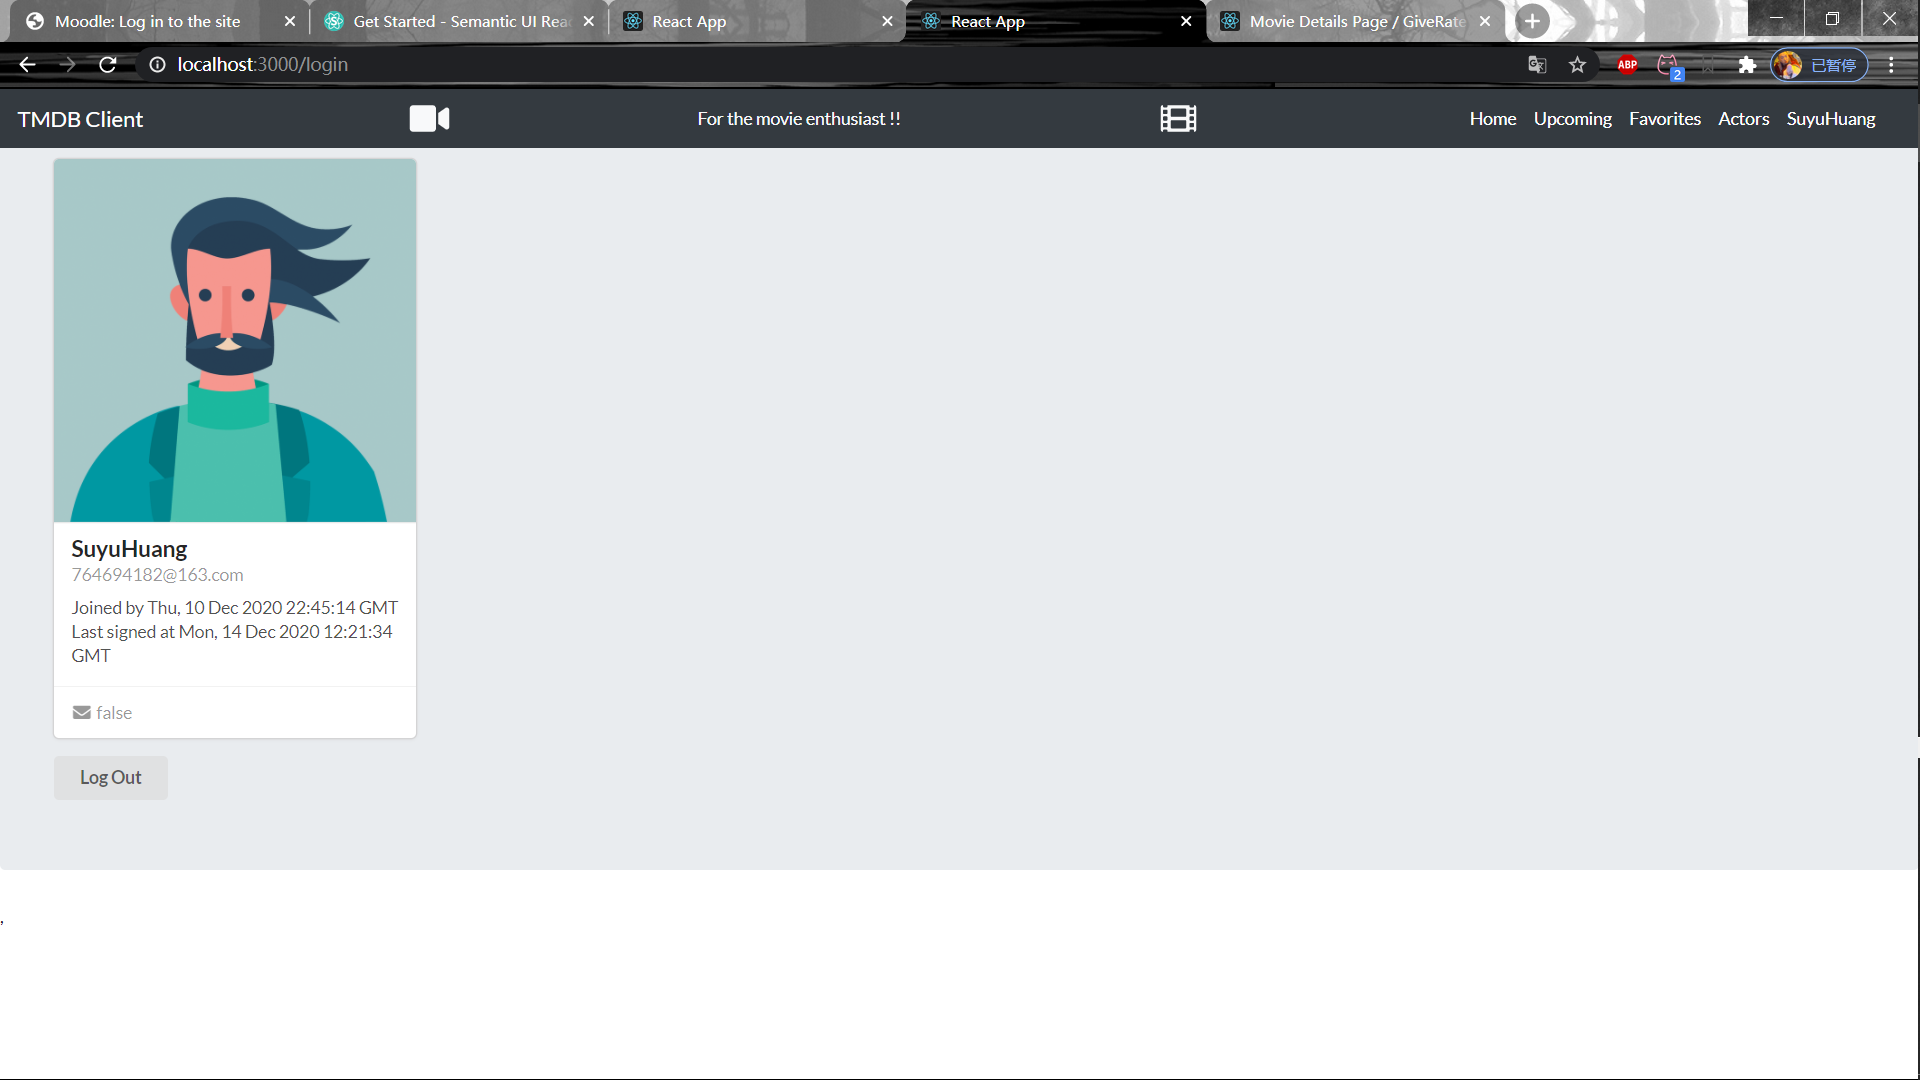 Moodle: Log in to the site
Get Started - Semantic UI Rea
React App
React App
Movie Details Page / GiveRate
localhost:3000/login
ABP
2
已暂停
TMDB Client
For the movie enthusiast !!
Home
Upcoming
Favorites
Actors
SuyuHuang
SuyuHuang
764694182@163.com
Joined by Thu, 10 Dec 2020 22:45:14 GMT
Last signed at Mon, 14 Dec 2020 12:21:34
GMT
false
Log Out
,